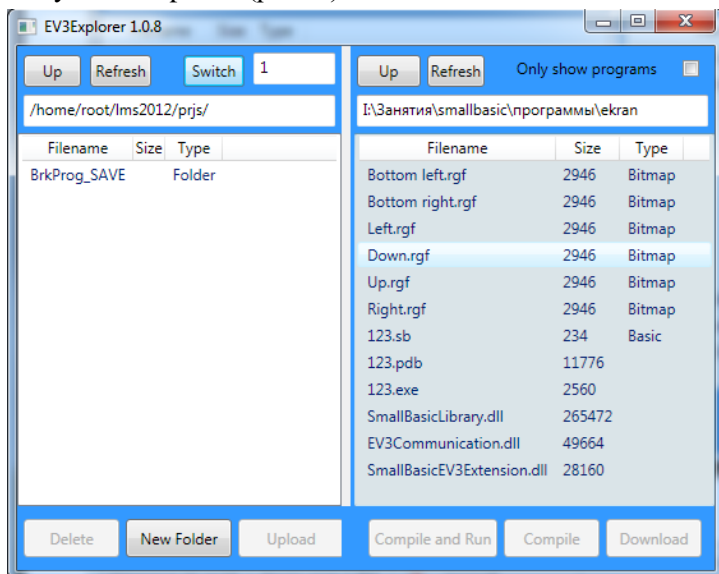 EV3Explorer 1.0.8
Up Refresh Switch 1
/home/root/lms2012/prjs/
Filename Size Type
BrkProg_SAVE Folder
Delete New Folder Upload
Up Refresh Only show programs
I:\Занятия\smallbasic\программы\ekran
Filename Size Type
Bottom left.rgf 2946 Bitmap
Bottom right.rgf 2946 Bitmap
Left.rgf 2946 Bitmap
Down.rgf 2946 Bitmap
Up.rgf 2946 Bitmap
Right.rgf 2946 Bitmap
123.sb 234 Basic
123.pdb 11776
123.exe 2560
SmallBasicLibrary.dll 265472
EV3Communication.dll 49664
SmallBasicEV3Extension.dll 28160
Compile and Run Compile Download